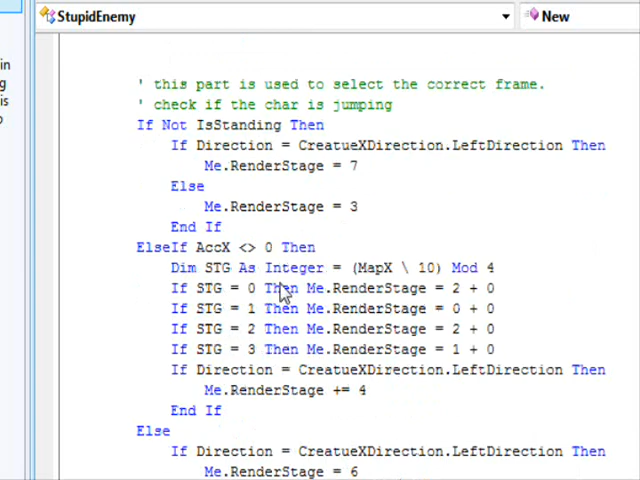 StupidEnemy
New
in
g
is
o
' this part is used to select the correct frame.
' check if the char is jumping
If Not IsStanding Then
If Direction = CreatueXDirection.LeftDirection Then
Me.RenderStage = 7
Else
Me.RenderStage = 3
End If
ElseIf AccX <> 0 Then
Dim STG As Integer = (MapX \ 10) Mod 4
If STG = 0 Then Me.RenderStage = 2 + 0
If STG = 1 Then Me.RenderStage = 0 + 0
If STG = 2 Then Me.RenderStage = 2 + 0
If STG = 3 Then Me.RenderStage = 1 + 0
If Direction = CreatueXDirection.LeftDirection Then
Me.RenderStage += 4
End If
Else
If Direction = CreatueXDirection.LeftDirection Then
Me.RenderStage = 6